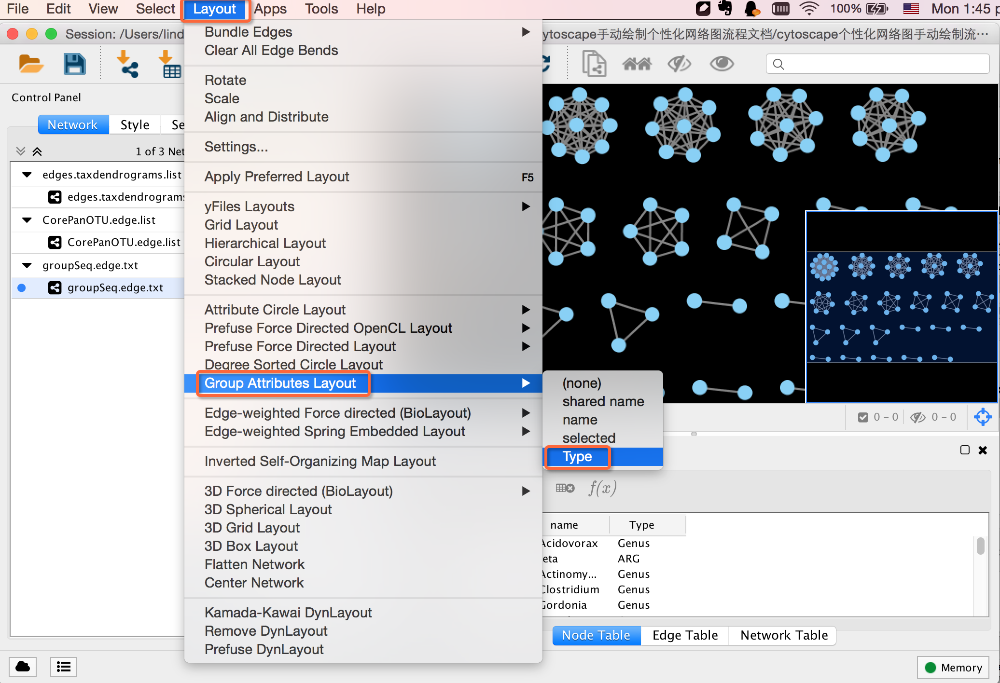 File Edit View Select Layout Apps Tools Help 100% Mon 1:45
Session: /Users/lind ytoscape手动绘制个性化网络图流程文档/cytoscape个性化网络图手动绘制流…
Control Panel
Network Style Se
1 of 3 Net
edges.taxdendrograms.list
edges.taxdendrograms
CorePanOTU.edge.list
CorePanOTU.edge.list
groupSeq.edge.txt
groupSeq.edge.txt
Bundle Edges
Clear All Edge Bends
Rotate
Scale
Align and Distribute
Settings...
Apply Preferred Layout F5
yFiles Layouts
Grid Layout
Hierarchical Layout
Circular Layout
Stacked Node Layout
Attribute Circle Layout
Prefuse Force Directed OpenCL Layout
Prefuse Force Directed Layout
Degree Sorted Circle Layout
Group Attributes Layout
Edge-weighted Force directed (BioLayout)
Edge-weighted Spring Embedded Layout
Inverted Self-Organizing Map Layout
3D Force directed (BioLayout)
3D Spherical Layout
3D Grid Layout
3D Box Layout
Flatten Network
Center Network
Kamada-Kawai DynLayout
Remove DynLayout
Prefuse DynLayout
(none)
shared name
name
selected
Type
0 - 0 0 - 0
f(x)
name Type
Acidovorax Genus
eta ARG
Actinomy... Genus
Clostridium Genus
Gordonia Genus
Node Table Edge Table Network Table
Memory